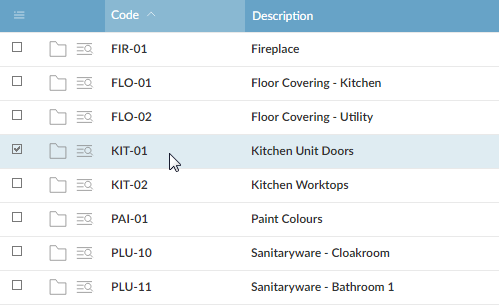 Code Description
FIR-01 Fireplace
FLO-01 Floor Covering - Kitchen
FLO-02 Floor Covering - Utility
KIT-01 Kitchen Unit Doors
KIT-02 Kitchen Worktops
PAI-01 Paint Colours
PLU-10 Sanitaryware - Cloakroom
PLU-11 Sanitaryware - Bathroom 1